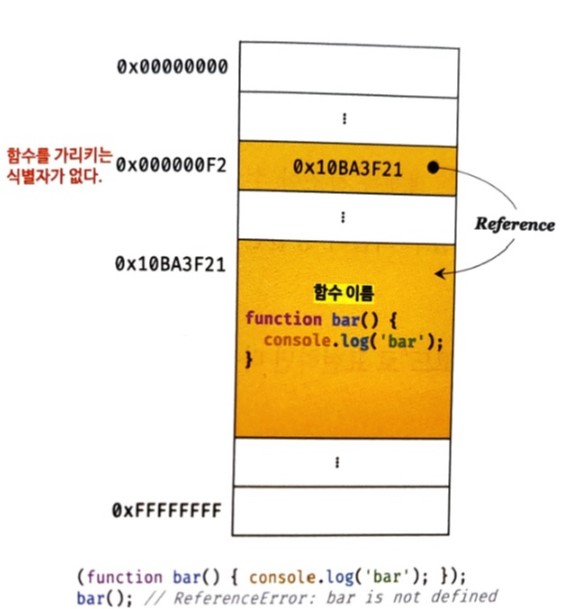 0x00000000
⋮
함수를 가리키는
식별자가 없다.
0x000000F2
0x10BA3F21
⋮
Reference
0x10BA3F21
함수 이름
function bar() {
  console.log('bar');
}
⋮
0xFFFFFFFF
(function bar() { console.log('bar'); });
bar(); // ReferenceError: bar is not defined